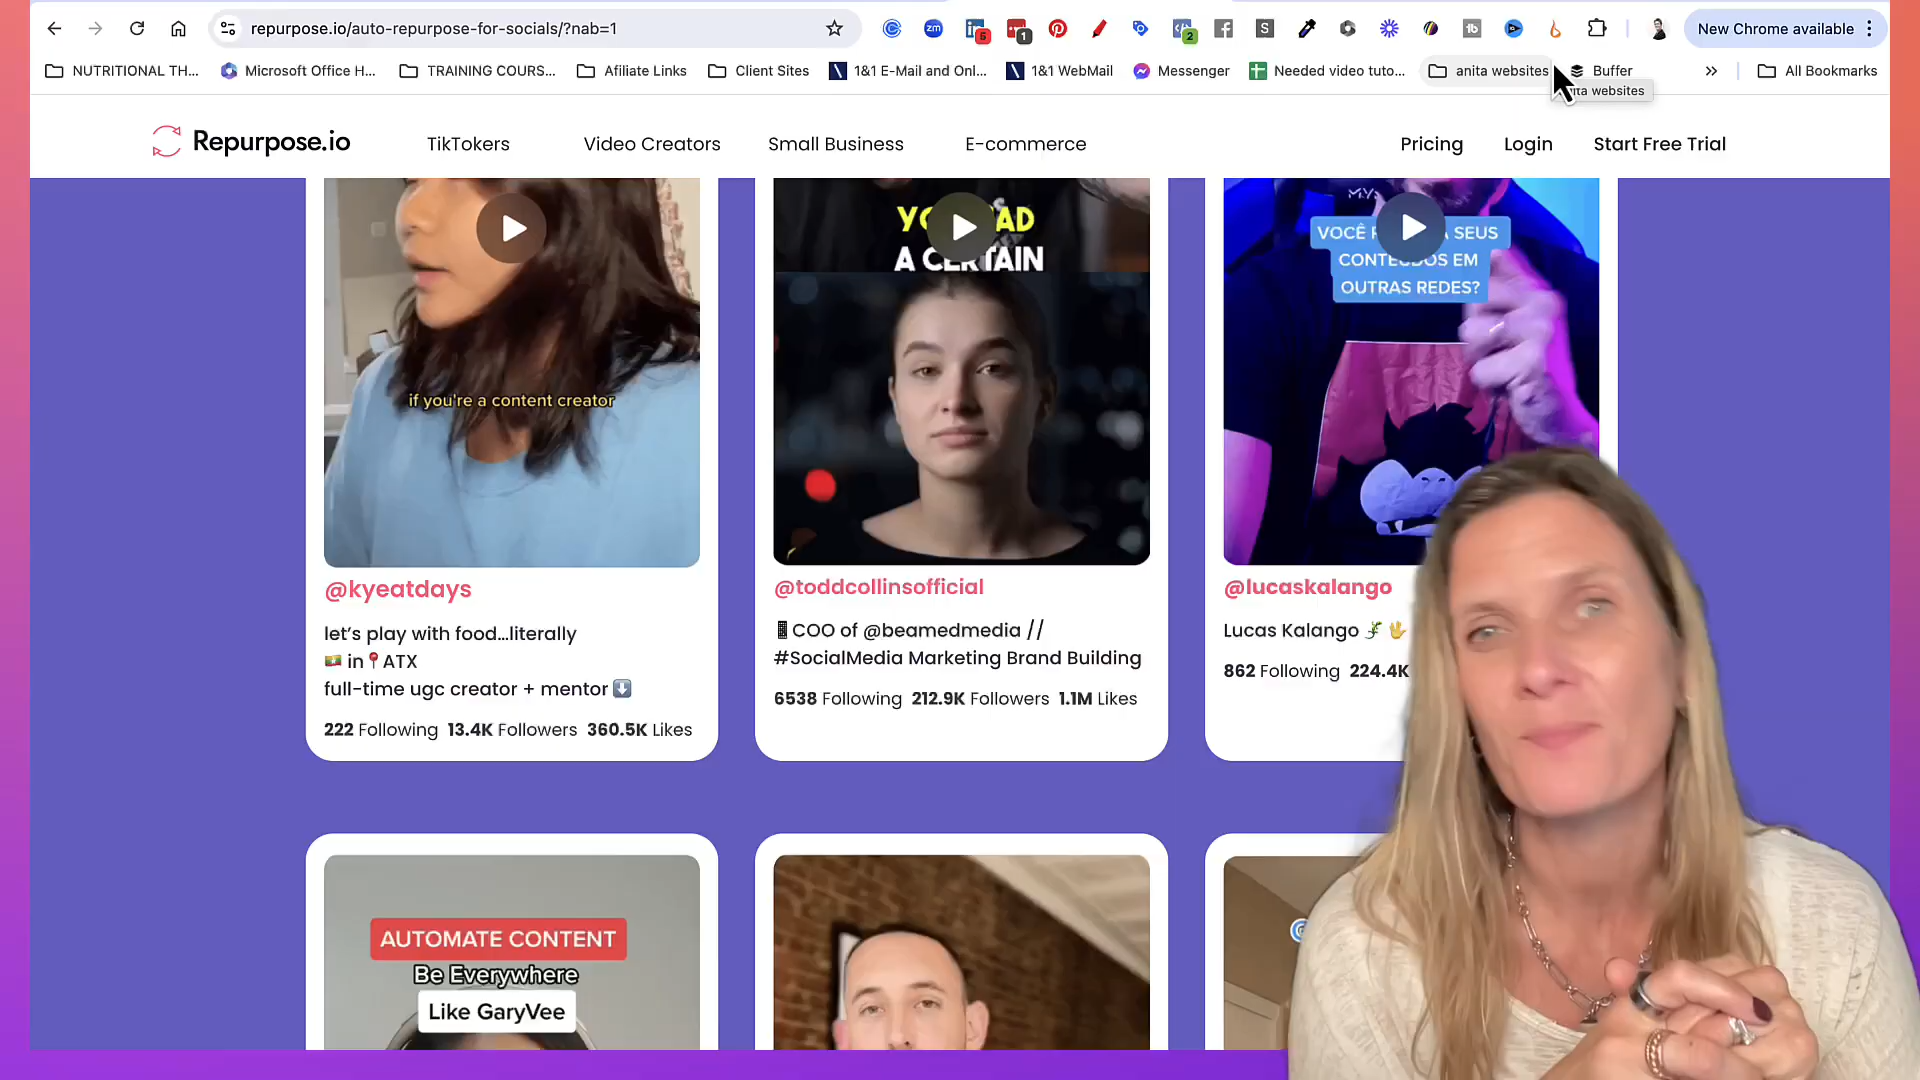 repurpose.io/auto-repurpose-for-socials/?nab=1
New Chrome available
NUTRITIONAL TH...
Microsoft Office H...
TRAINING COURS...
Afiliate Links
Client Sites
1&1 E-Mail and Onl...
1&1 WebMail
Messenger
Needed video tuto...
anita websites
Buffer
All Bookmarks
websites
Repurpose.io
TikTokers
Video Creators
Small Business
E-commerce
Pricing
Login
Start Free Trial
if you're a content creator
@kyeatdays
let's play with food...literally
in ATX
full-time ugc creator + mentor
222 Following 13.4K Followers 360.5K Likes
A CERTAIN
@toddcollinsofficial
COO of @beamedmedia //
#SocialMedia Marketing Brand Building
6538 Following 212.9K Followers 1.1M Likes
VOCÊ SEUS
CONTEÚDOS EM
OUTRAS REDES?
@lucaskalango
Lucas Kalango
862 Following 224.4K
AUTOMATE CONTENT
Be Everywhere
Like GaryVee